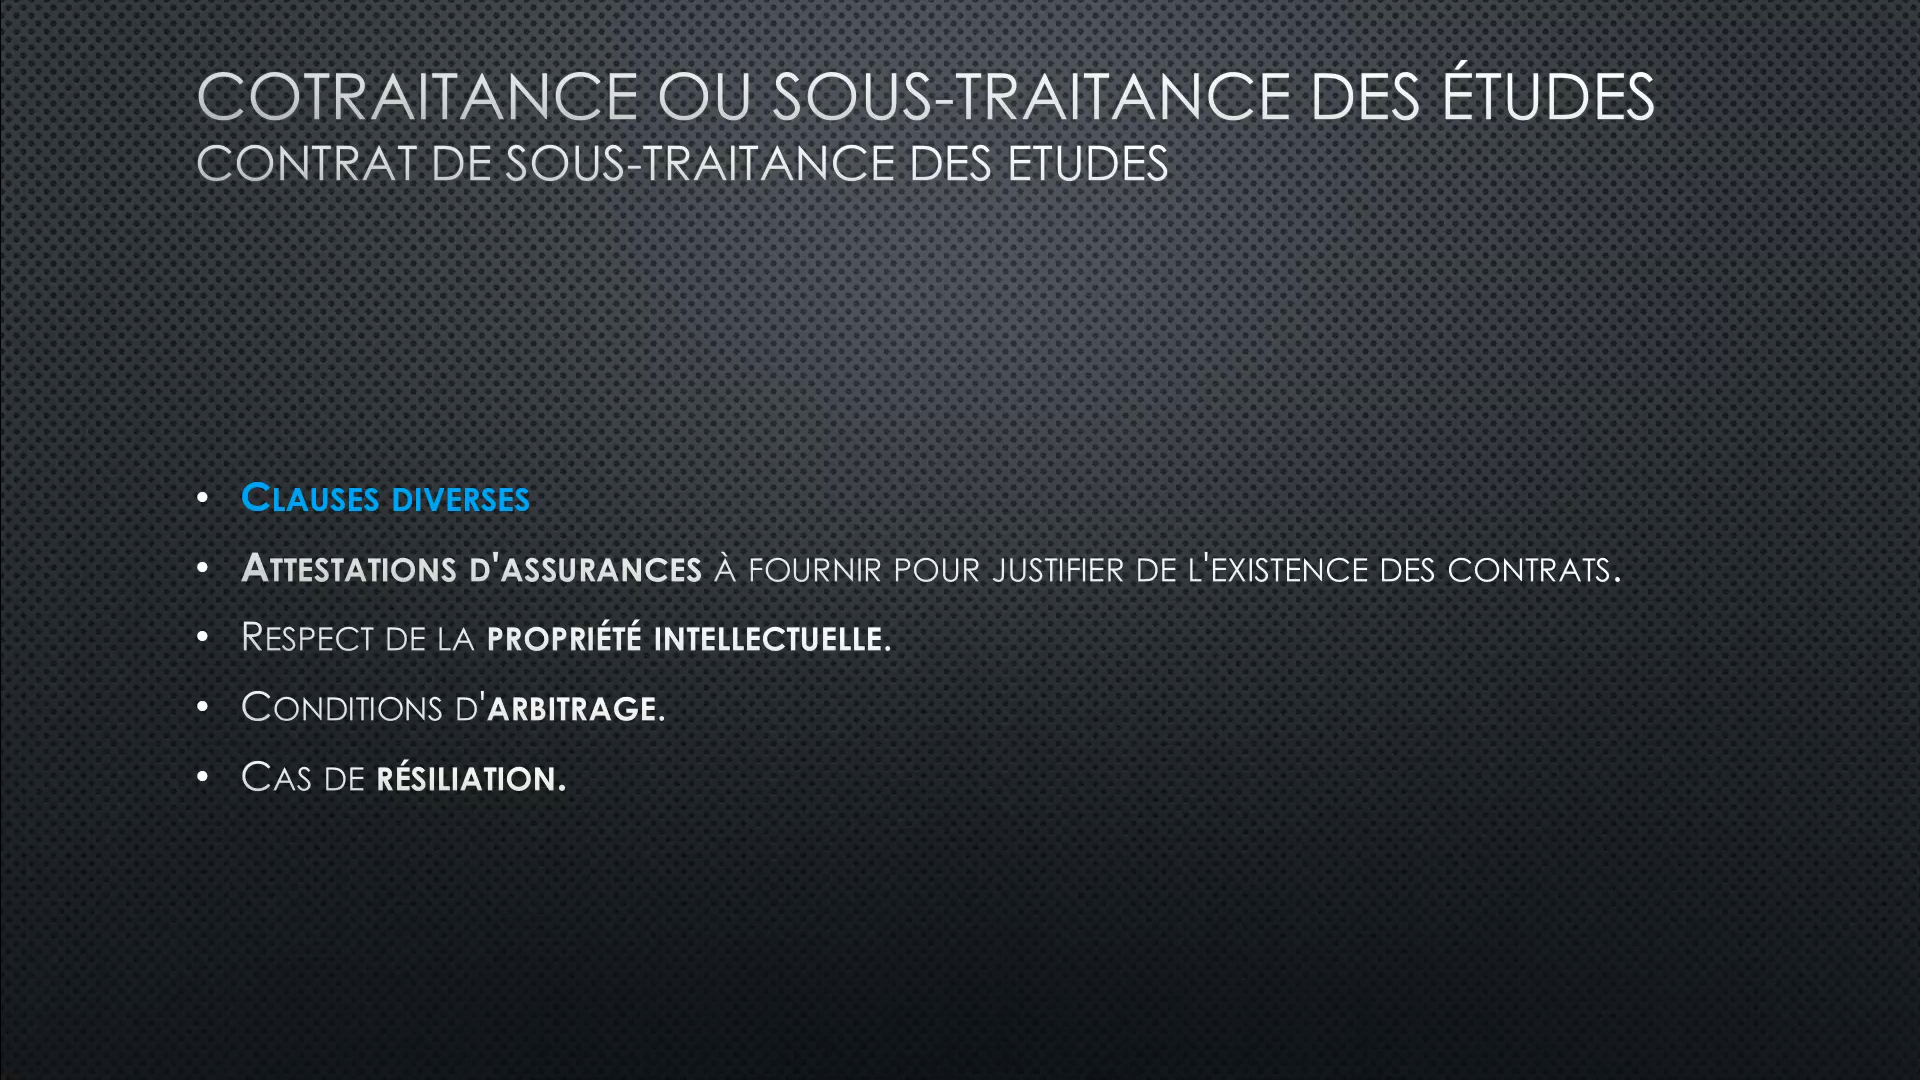 COTRAITANCE OU SOUS-TRAITANCE DES ÉTUDES
CONTRAT DE SOUS-TRAITANCE DES ETUDES
• CLAUSES DIVERSES
• ATTESTATIONS D'ASSURANCES À FOURNIR POUR JUSTIFIER DE L'EXISTENCE DES CONTRATS.
• RESPECT DE LA PROPRIÉTÉ INTELLECTUELLE.
• CONDITIONS D'ARBITRAGE.
• CAS DE RÉSILIATION.